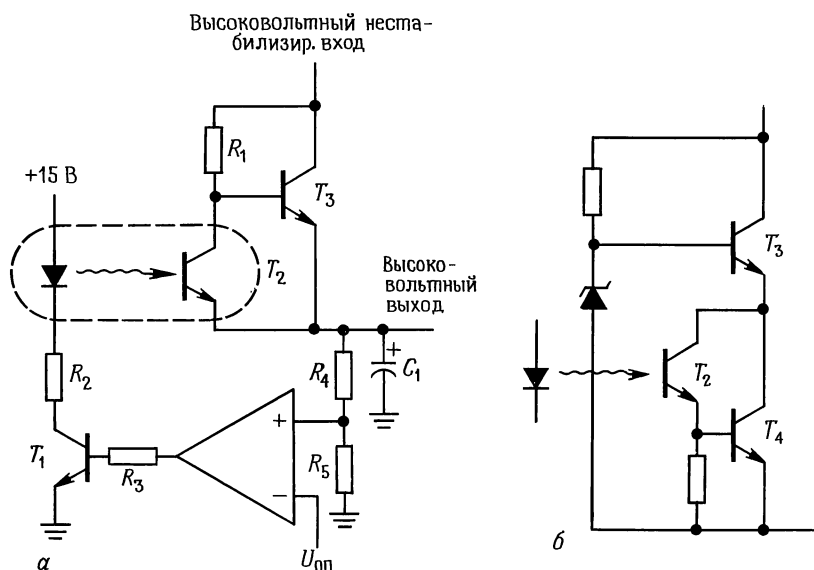 Высоковольтный неста-
билизир. вход
R1
+15 В
T3
T2
Высоко-
вольтный
выход
R2
R4
+
C1
T1
R3
+
R5
−
Uоп
а
T3
T2
T4
б